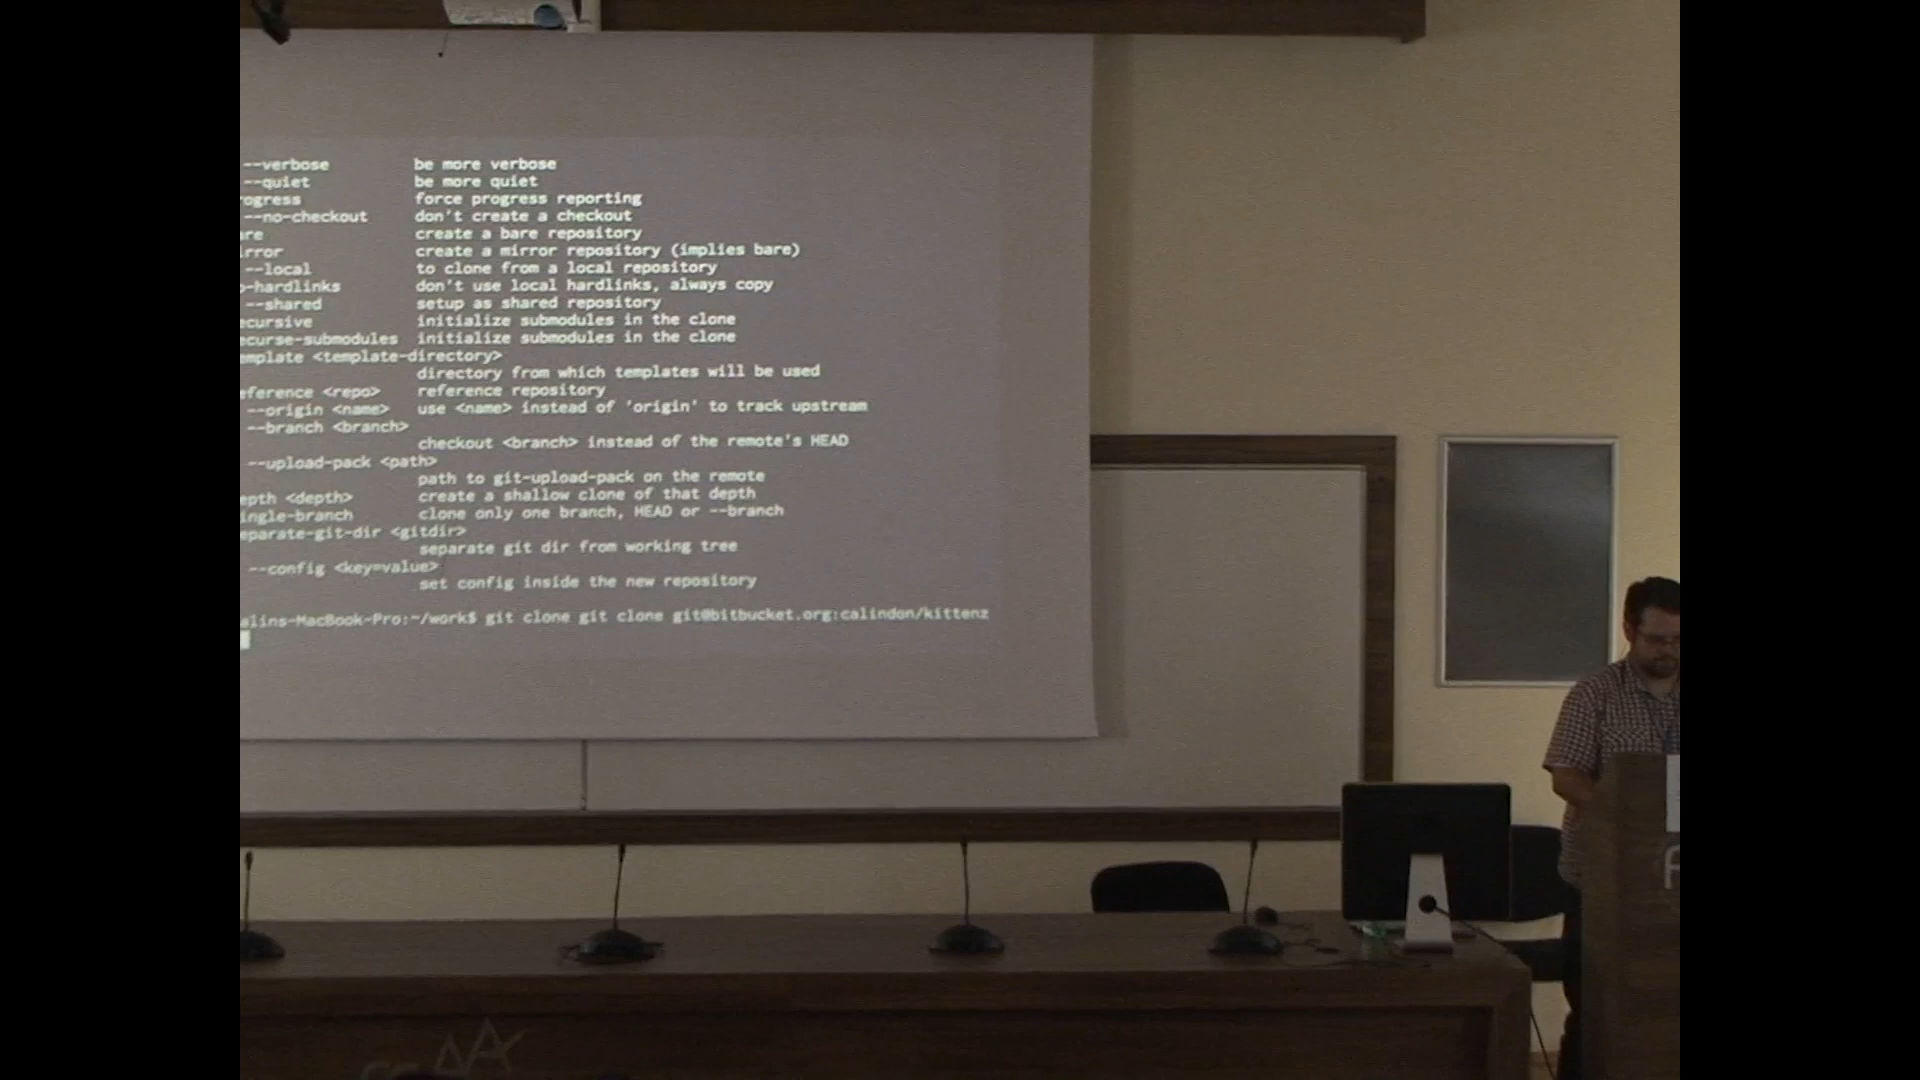 --verbose be more verbose
--quiet be more quiet
rogress force progress reporting
--no-checkout don't create a checkout
are create a bare repository
irror create a mirror repository (implies bare)
--local to clone from a local repository
o-hardlinks don't use local hardlinks, always copy
--shared setup as shared repository
ecursive initialize submodules in the clone
ecurse-submodules initialize submodules in the clone
emplate <template-directory>
directory from which templates will be used
eference <repo> reference repository
--origin <name> use <name> instead of 'origin' to track upstream
--branch <branch>
checkout <branch> instead of the remote's HEAD
--upload-pack <path>
path to git-upload-pack on the remote
epth <depth> create a shallow clone of that depth
ingle-branch clone only one branch, HEAD or --branch
eparate-git-dir <gitdir>
separate git dir from working tree
--config <key=value>
set config inside the new repository
alins-MacBook-Pro:~/work$ git clone git clone git@bitbucket.org:calindon/kittenz